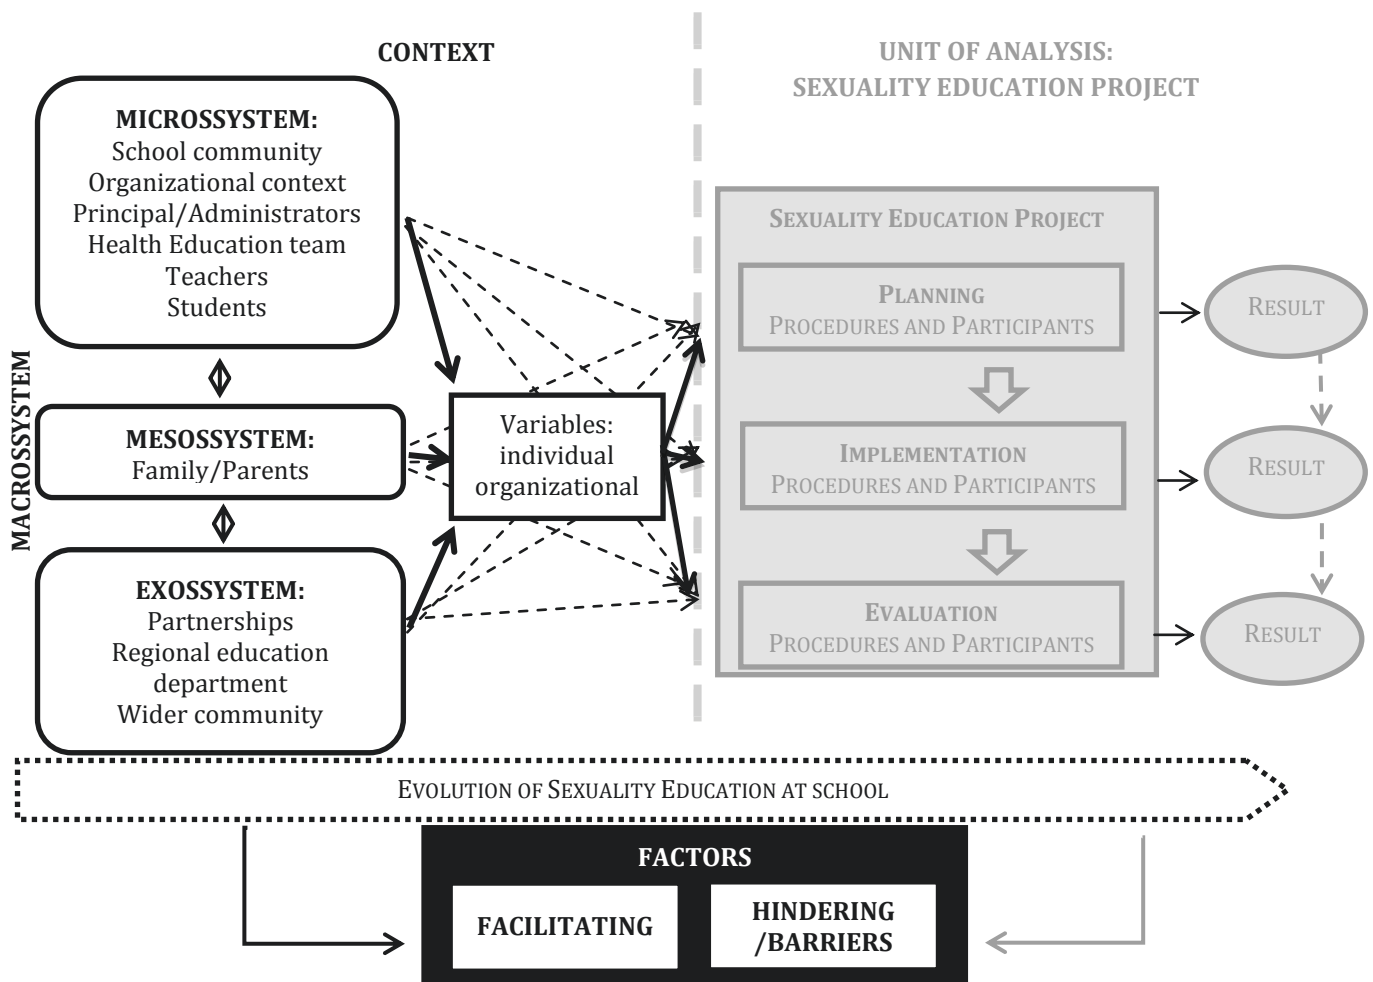 CONTEXT
UNIT OF ANALYSIS:
SEXUALITY EDUCATION PROJECT
MACROSSYSTEM
MICROSSYSTEM:
School community
Organizational context
Principal/Administrators
Health Education team
Teachers
Students
MESOSSYSTEM:
Family/Parents
EXOSSYSTEM:
Partnerships
Regional education
department
Wider community
Variables:
individual
organizational
SEXUALITY EDUCATION PROJECT
PLANNING
PROCEDURES AND PARTICIPANTS
IMPLEMENTATION
PROCEDURES AND PARTICIPANTS
EVALUATION
PROCEDURES AND PARTICIPANTS
RESULT
RESULT
RESULT
EVOLUTION OF SEXUALITY EDUCATION AT SCHOOL
FACTORS
FACILITATING
HINDERING
/BARRIERS